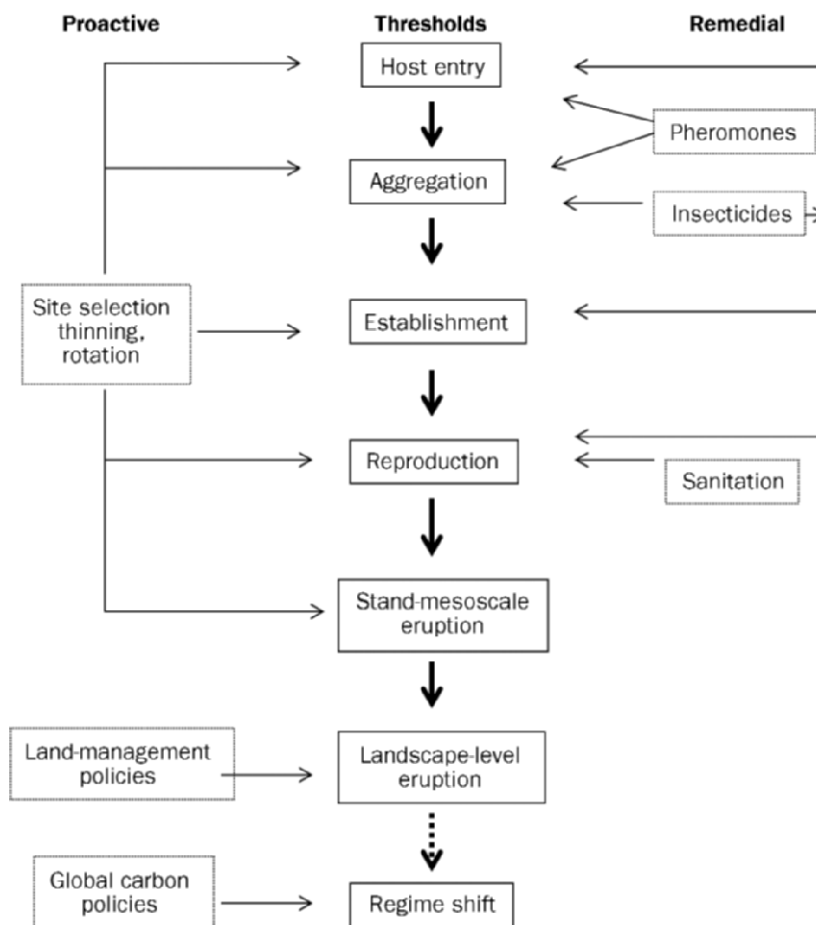 Proactive
Thresholds
Remedial
Host entry
Pheromones
Aggregation
Insecticides
Site selection
thinning,
rotation
Establishment
Reproduction
Sanitation
Stand-mesoscale
eruption
Land-management
policies
Landscape-level
eruption
Global carbon
policies
Regime shift